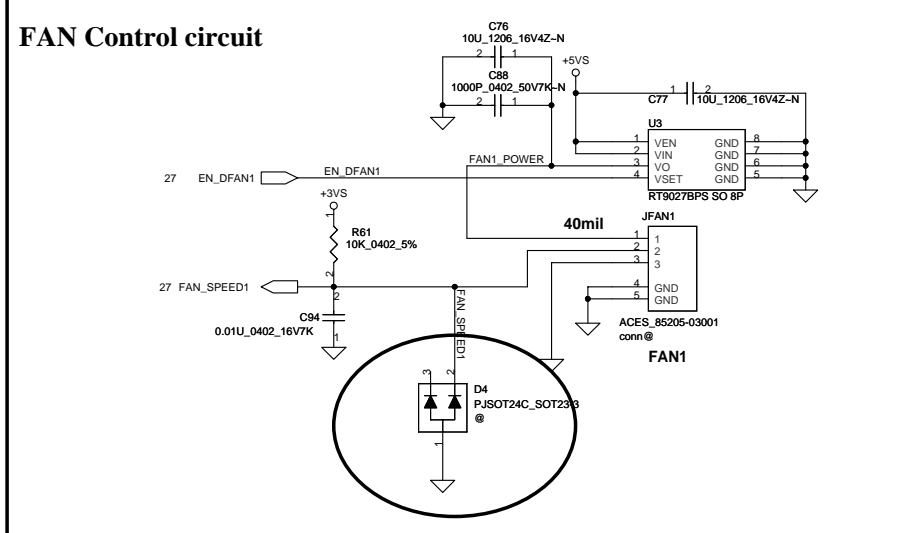 FAN Control circuit
C76
10U_1206_16V4Z~N
2 1
C88
1000P_0402_50V7K~N
2 1
+5VS
1 2
C77 10U_1206_16V4Z~N
U3
1 VEN GND 8
2 VIN GND 7
3 VO GND 6
4 VSET GND 5
RT9027BPS SO 8P
FAN1_POWER
27 EN_DFAN1 EN_DFAN1
+3VS
1
R61
10K_0402_5%
2
40mil
JFAN1
1 1
2 2
3 3
4 GND
5 GND
ACES_85205-03001
conn@
FAN1
27 FAN_SPEED1
2
C94
0.01U_0402_16V7K
1
FAN_SPEED1
3 2
D4
PJSOT24C_SOT23-3
@
1